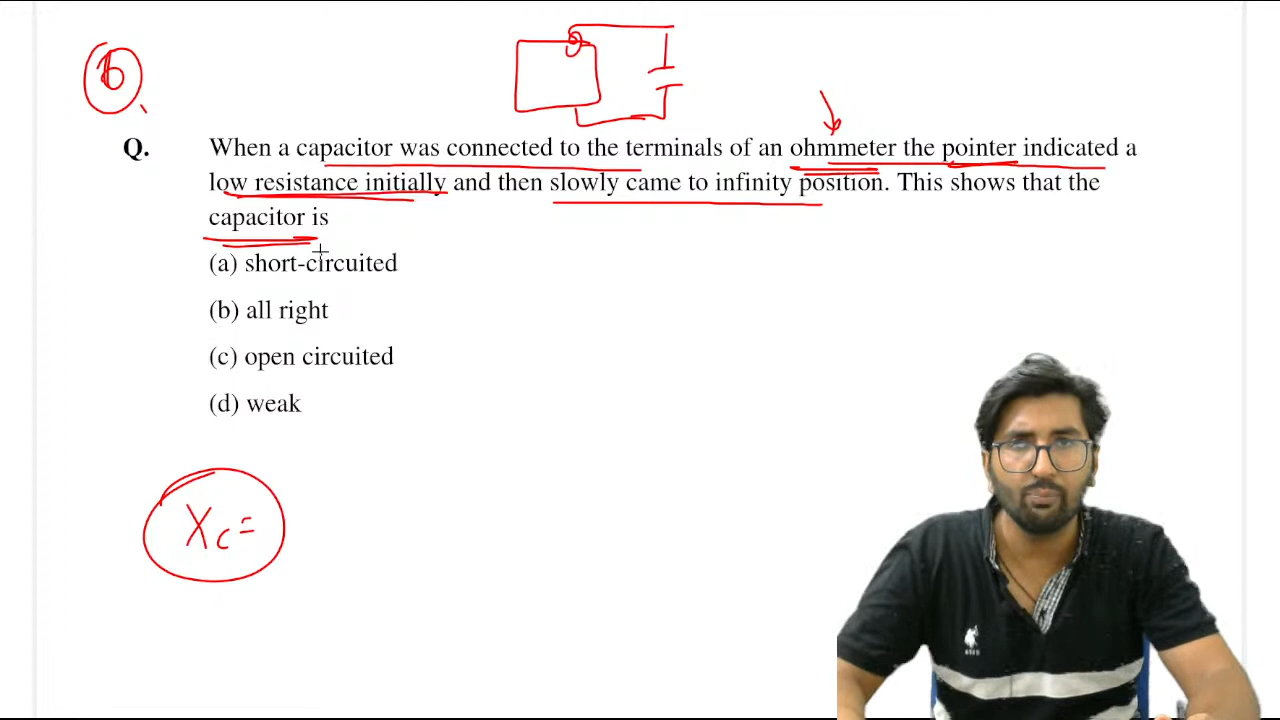 6
Q. When a capacitor was connected to the terminals of an ohmmeter the pointer indicated a
low resistance initially and then slowly came to infinity position. This shows that the
capacitor is
(a) short-circuited
(b) all right
(c) open circuited
(d) weak
Xc =